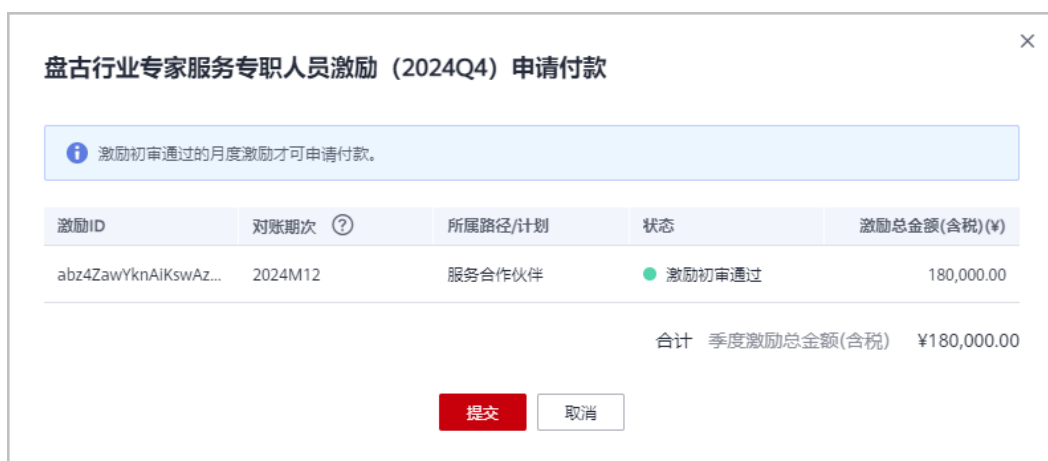 盘古行业专家服务专职人员激励（2024Q4）申请付款
激励初审通过的月度激励才可申请付款。
激励ID 对账期次 所属路径/计划 状态 激励总金额(含税)(¥)
abz4ZawYknAiKswAz... 2024M12 服务合作伙伴 激励初审通过 180,000.00
合计 季度激励总金额(含税) ¥180,000.00
提交 取消